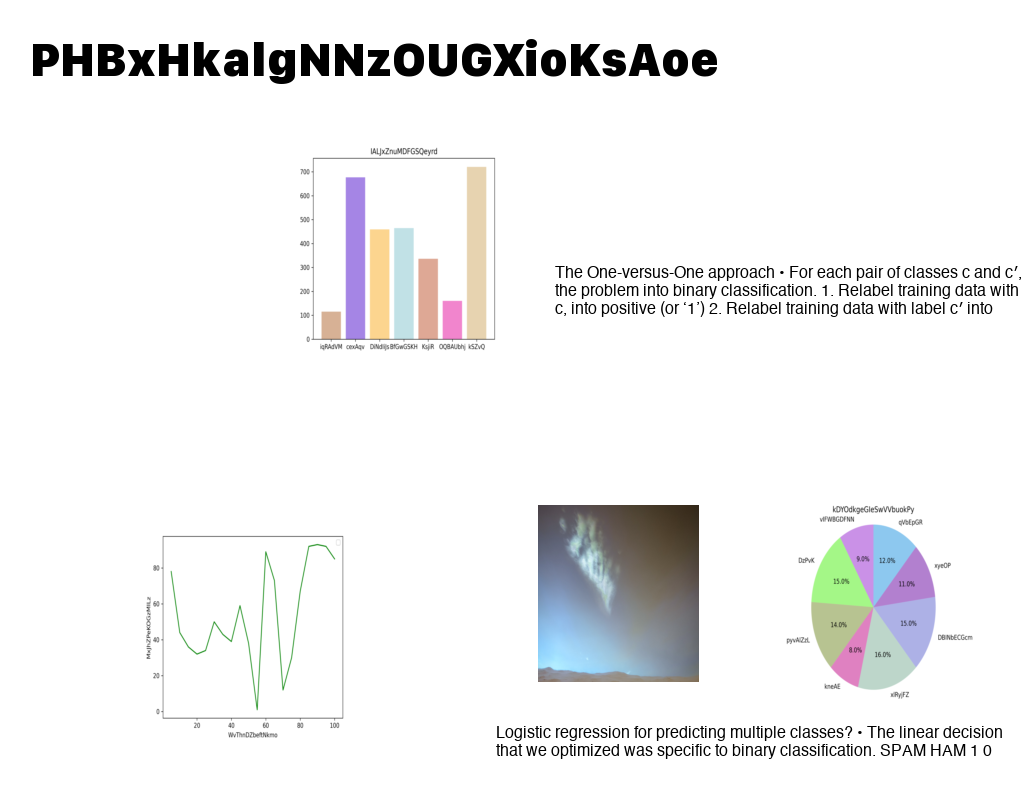 PHBxHkalgNNzOUGXioKsAoe
IALJxZnuMDFGSQeyrd
700
600
500
400
300
200
100
0
iqRAdVM cexAqv DiNdIiJs BfGwGSKH KsjiR OQBAUbhj kSZvQ
The One-versus-One approach • For each pair of classes c and c′,
the problem into binary classification. 1. Relabel training data with
c, into positive (or ‘1’) 2. Relabel training data with label c′ into
80
60
40
20
0
MxJhZPeKOGzMlILz
20 40 60 80 100
WvThnDZbeftNkmo
kDYOdkgeGIeSwVVbuokPy
vIFWBGDFNN qVbEpGR
DzPvK xyeOP
9.0% 12.0%
15.0% 11.0%
14.0% 15.0%
8.0% 16.0%
pyvAIZzL DBINbECGcm
kneAE xIRyjFZ
Logistic regression for predicting multiple classes? • The linear decision
that we optimized was specific to binary classification. SPAM HAM 1 0